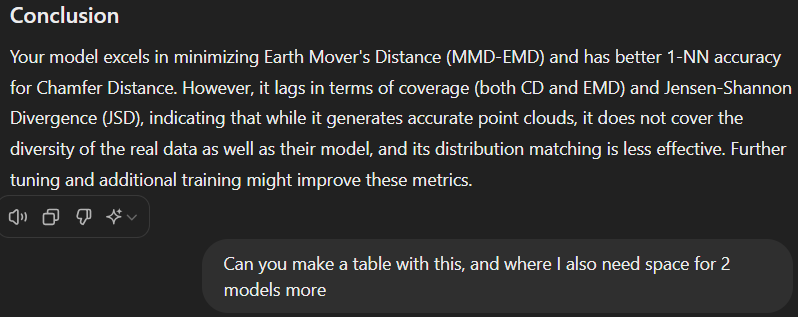 Conclusion
Your model excels in minimizing Earth Mover's Distance (MMD-EMD) and has better 1-NN accuracy
for Chamfer Distance. However, it lags in terms of coverage (both CD and EMD) and Jensen-Shannon
Divergence (JSD), indicating that while it generates accurate point clouds, it does not cover the
diversity of the real data as well as their model, and its distribution matching is less effective. Further
tuning and additional training might improve these metrics.
Can you make a table with this, and where I also need space for 2
models more